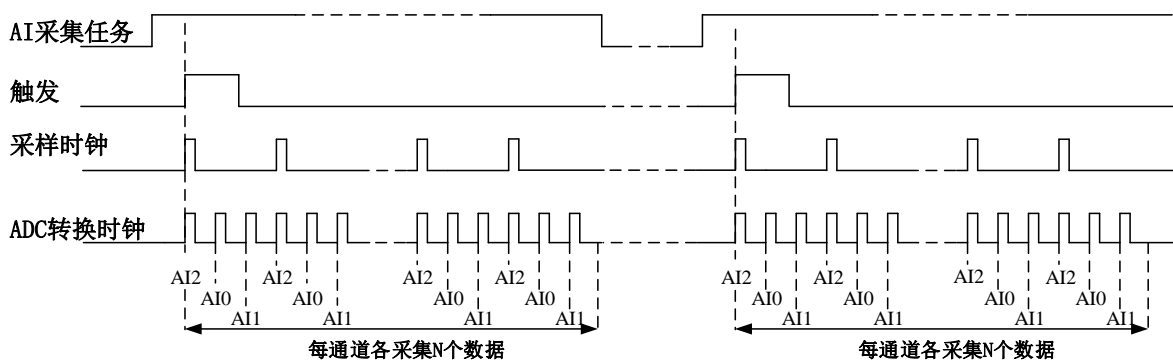 AI采集任务
触发
采样时钟
ADC转换时钟
AI2 AI2 AI2 AI2 AI2 AI2 AI2 AI2
AI0 AI0 AI0 AI0 AI0 AI0 AI0 AI0
AI1 AI1 AI1 AI1 AI1 AI1 AI1 AI1
每通道各采集N个数据 每通道各采集N个数据